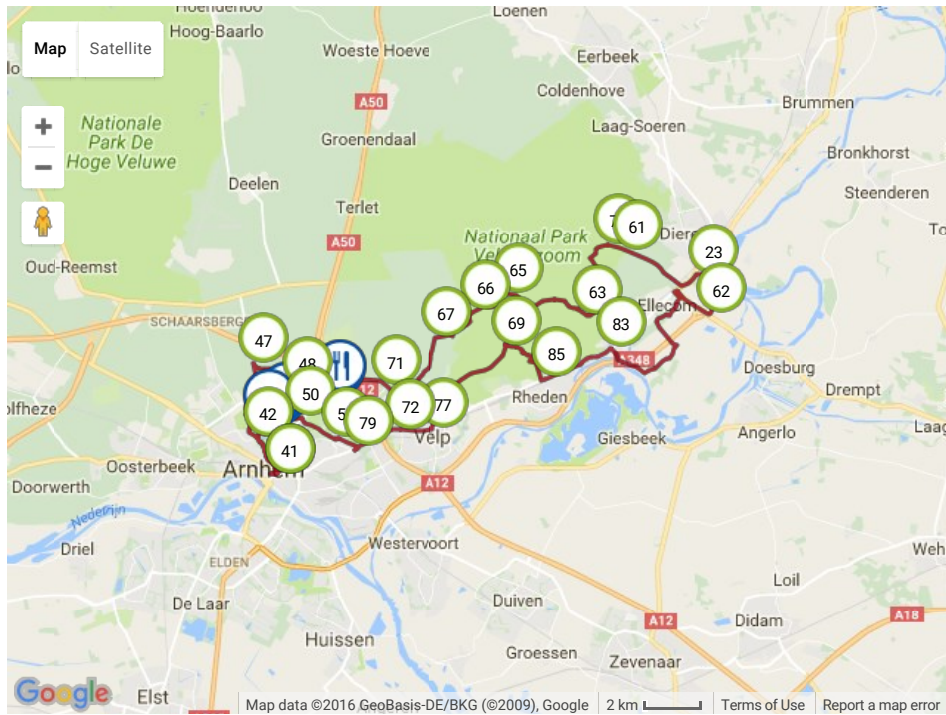 Hoenderloo
Loenen
Hoog-Baarlo
Map Satellite
Woeste Hoeve
Eerbeek
Coldenhove
A50
Brummen
Nationale
Park De
Hoge Veluwe
Laag-Soeren
Groenendaal
Bronkhorst
Deelen
Steenderen
Terlet
A50
61
Nationaal Park
23
Oud-Reemst
65
66
62
63
Ellecom
67
SCHAARSBERG
69
83
47
48
71
85
A348
Doesburg
50
12
Drempt
Rheden
42
72
77
79
Velp
Giesbeek
Angerlo
41
Oosterbeek
Arnhem
Doorwerth
A12
Nederrijn
Driel
Westervoort
ELDEN
Loil
De Laar
Duiven
A12
Didam
A18
Huissen
Groessen
Zevenaar
Elst
Google
Map data ©2016 GeoBasis-DE/BKG (©2009), Google
2 km
Terms of Use
Report a map error